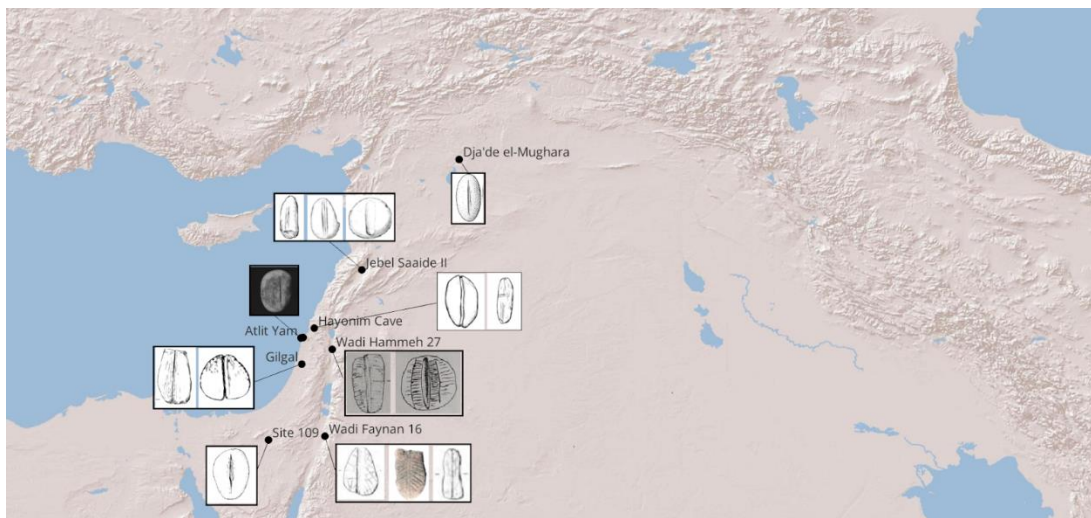 Dja'de el-Mughara
Jebel Saaide II
Hayonim Cave
Atlit Yam
Wadi Hammeh 27
Gilgal
Site 109
Wadi Faynan 16